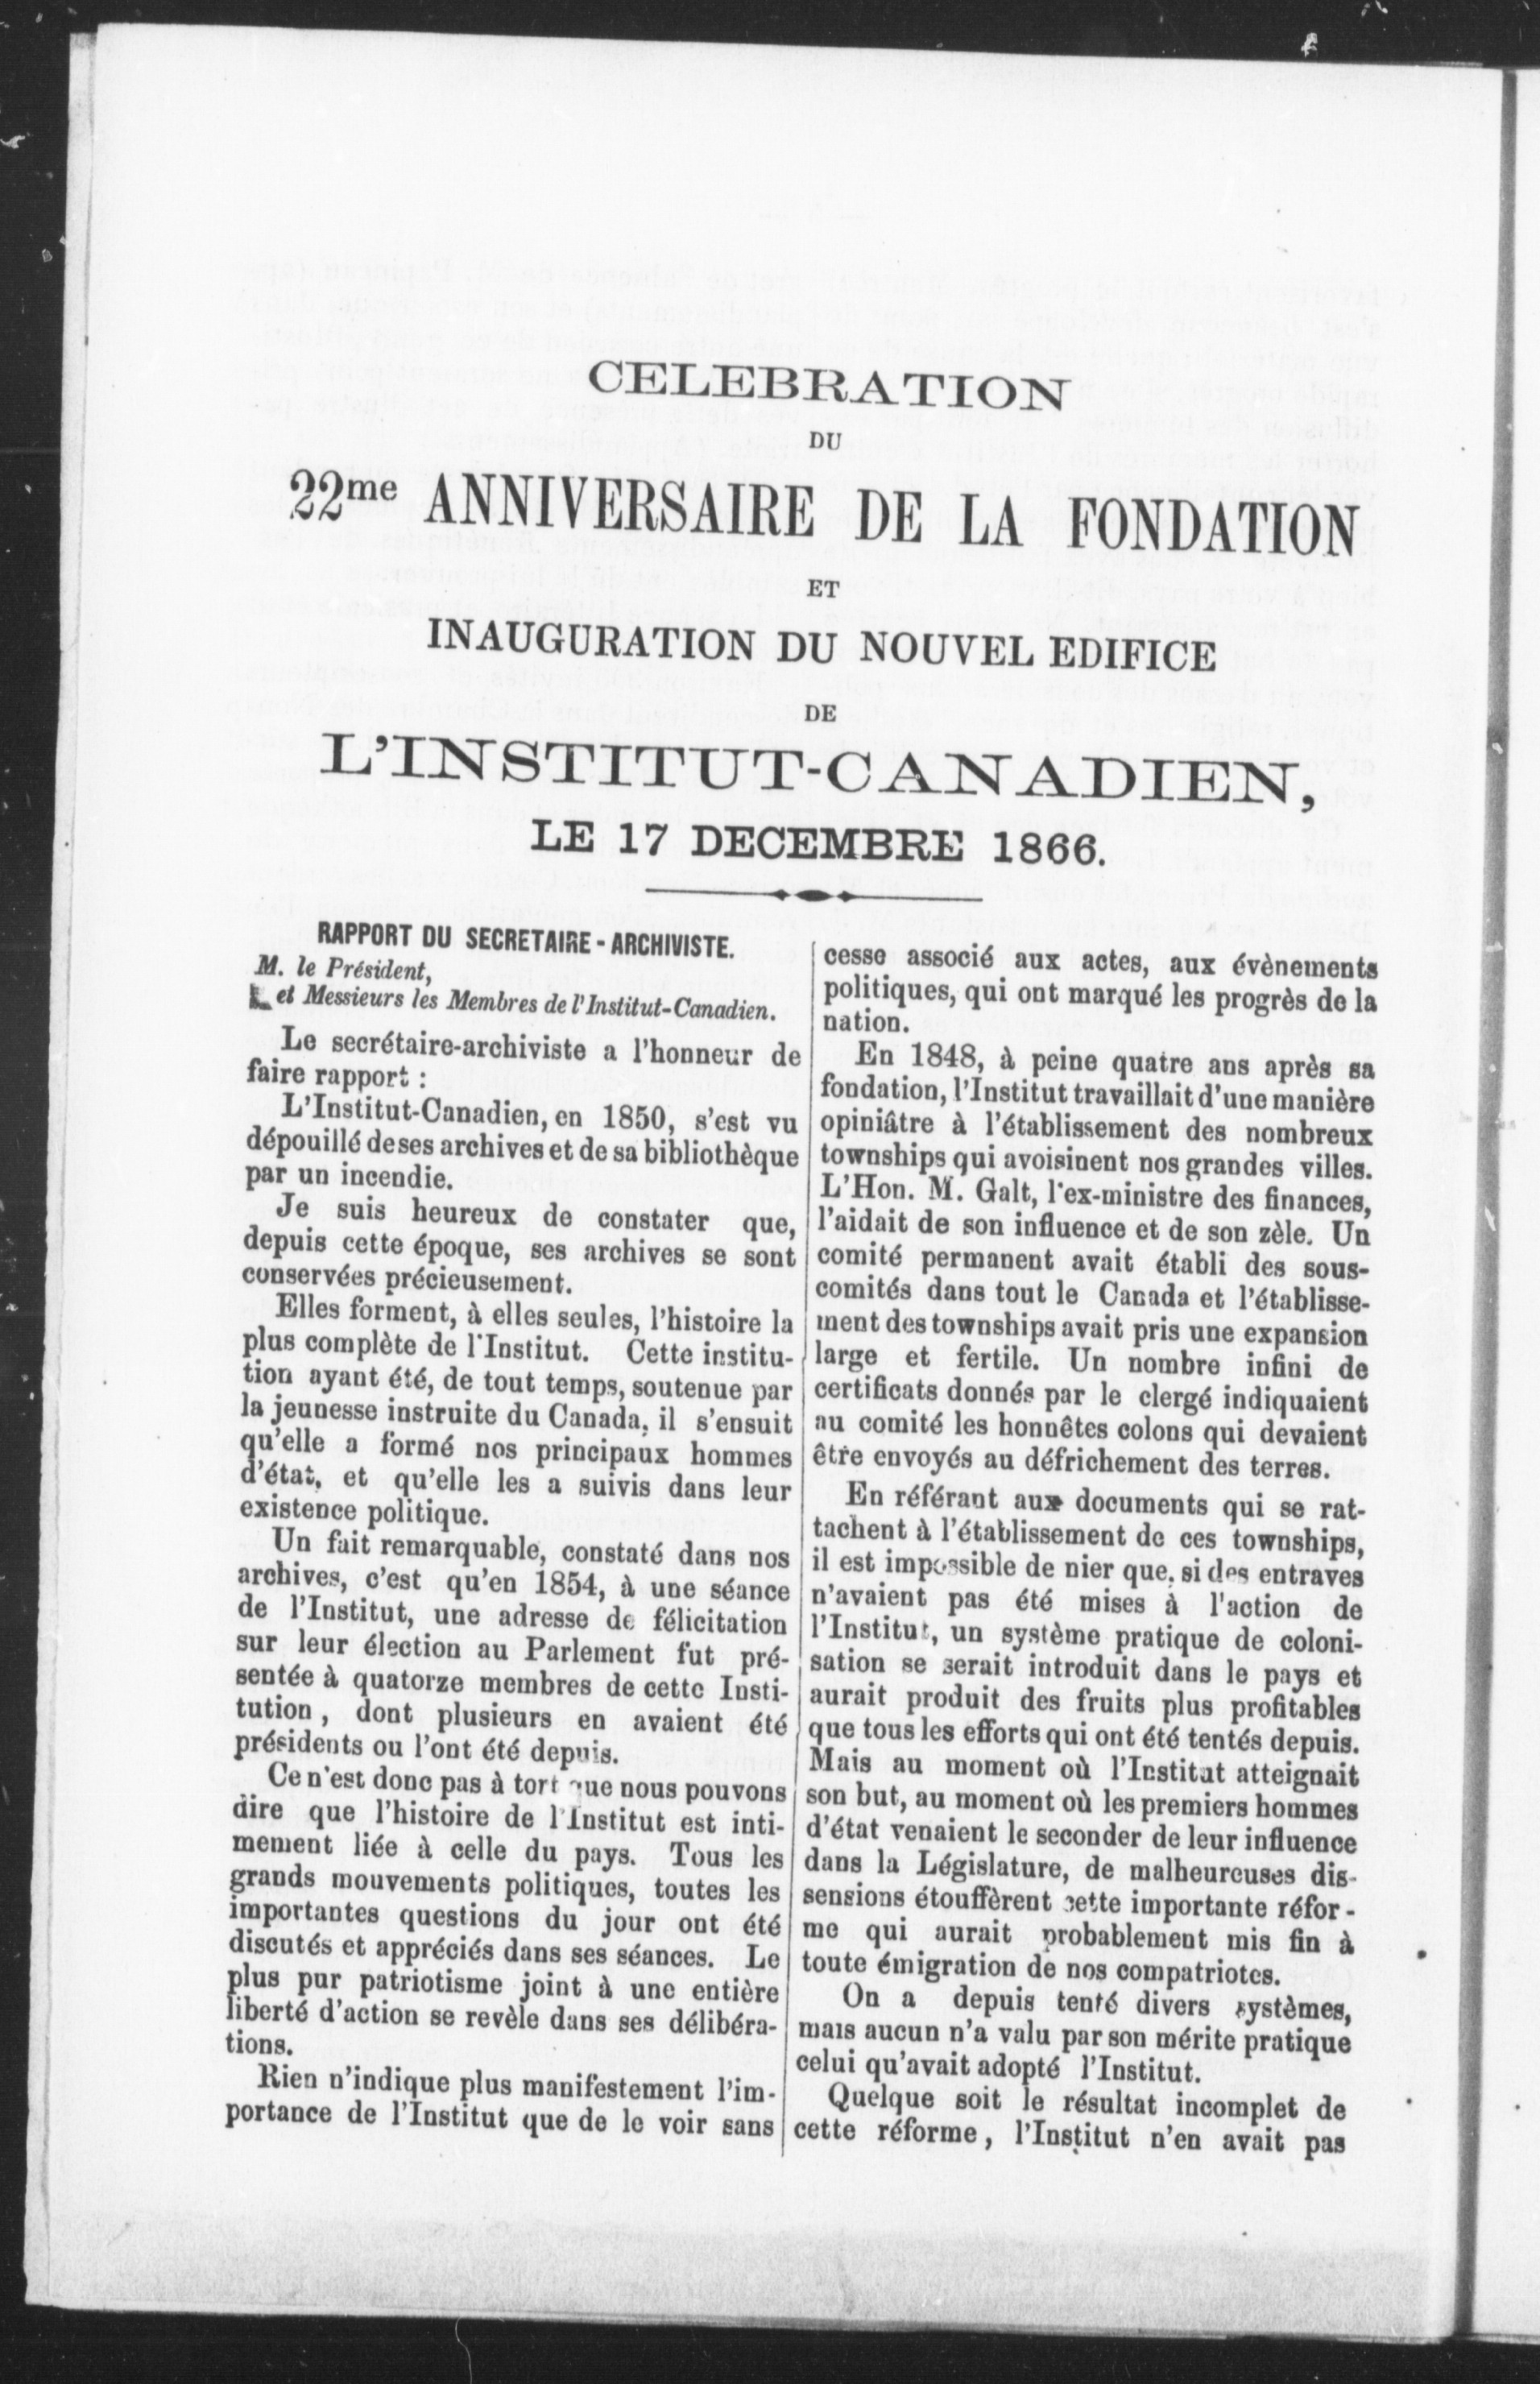 CELEBRATION
DU
22me ANNIVERSAIRE DE LA FONDATION
ET
INAUGURATION DU NOUVEL EDIFICE
DE
L'INSTITUT-CANADIEN,
LE 17 DECEMBRE 1866.
RAPPORT DU SECRETAIRE-ARCHIVISTE.
M. le Président,
et Messieurs les Membres de l'Institut-Canadien.
Le secrétaire-archiviste a l'honneur de
faire rapport :
L'Institut-Canadien, en 1850, s'est vu
dépouillé de ses archives et de sa bibliothèque
par un incendie.
Je suis heureux de constater que,
depuis cette époque, ses archives se sont
conservées précieusement.
Elles forment, à elles seules, l'histoire la
plus complète de l'Institut. Cette institu-
tion ayant été, de tout temps, soutenue par
la jeunesse instruite du Canada, il s'ensuit
qu'elle a formé nos principaux hommes
d'état, et qu'elle les a suivis dans leur
existence politique.
Un fait remarquable, constaté dans nos
archives, c'est qu'en 1854, à une séance
de l'Institut, une adresse de félicitation
sur leur élection au Parlement fut pré-
sentée à quatorze membres de cette Insti-
tution, dont plusieurs en avaient été
présidents ou l'ont été depuis.
Ce n'est donc pas à tort que nous pouvons
dire que l'histoire de l'Institut est inti-
mement liée à celle du pays. Tous les
grands mouvements politiques, toutes les
importantes questions du jour ont été
discutés et appréciés dans ses séances. Le
plus pur patriotisme joint à une entière
liberté d'action se revèle dans ses délibéra-
tions.
Rien n'indique plus manifestement l'im-
portance de l'Institut que de le voir sans
cesse associé aux actes, aux évènements
politiques, qui ont marqué les progrès de la
nation.
En 1848, à peine quatre ans après sa
fondation, l'Institut travaillait d'une manière
opiniâtre à l'établissement des nombreux
townships qui avoisinent nos grandes villes.
L'Hon. M. Galt, l'ex-ministre des finances,
l'aidait de son influence et de son zèle. Un
comité permanent avait établi des sous-
comités dans tout le Canada et l'établisse-
ment des townships avait pris une expansion
large et fertile. Un nombre infini de
certificats donnés par le clergé indiquaient
au comité les honnêtes colons qui devaient
être envoyés au défrichement des terres.
En référant aux documents qui se rat-
tachent à l'établissement de ces townships,
il est impossible de nier que, si des entraves
n'avaient pas été mises à l'action de
l'Institut, un système pratique de coloni-
sation se serait introduit dans le pays et
aurait produit des fruits plus profitables
que tous les efforts qui ont été tentés depuis.
Mais au moment où l'Institut atteignait
son but, au moment où les premiers hommes
d'état venaient le seconder de leur influence
dans la Législature, de malheureuses dis-
sensions étouffèrent cette importante réfor-
me qui aurait probablement mis fin à
toute émigration de nos compatriotes.
On a depuis tenté divers systèmes,
mais aucun n'a valu par son mérite pratique
celui qu'avait adopté l'Institut.
Quelque soit le résultat incomplet de
cette réforme, l'Institut n'en avait pas